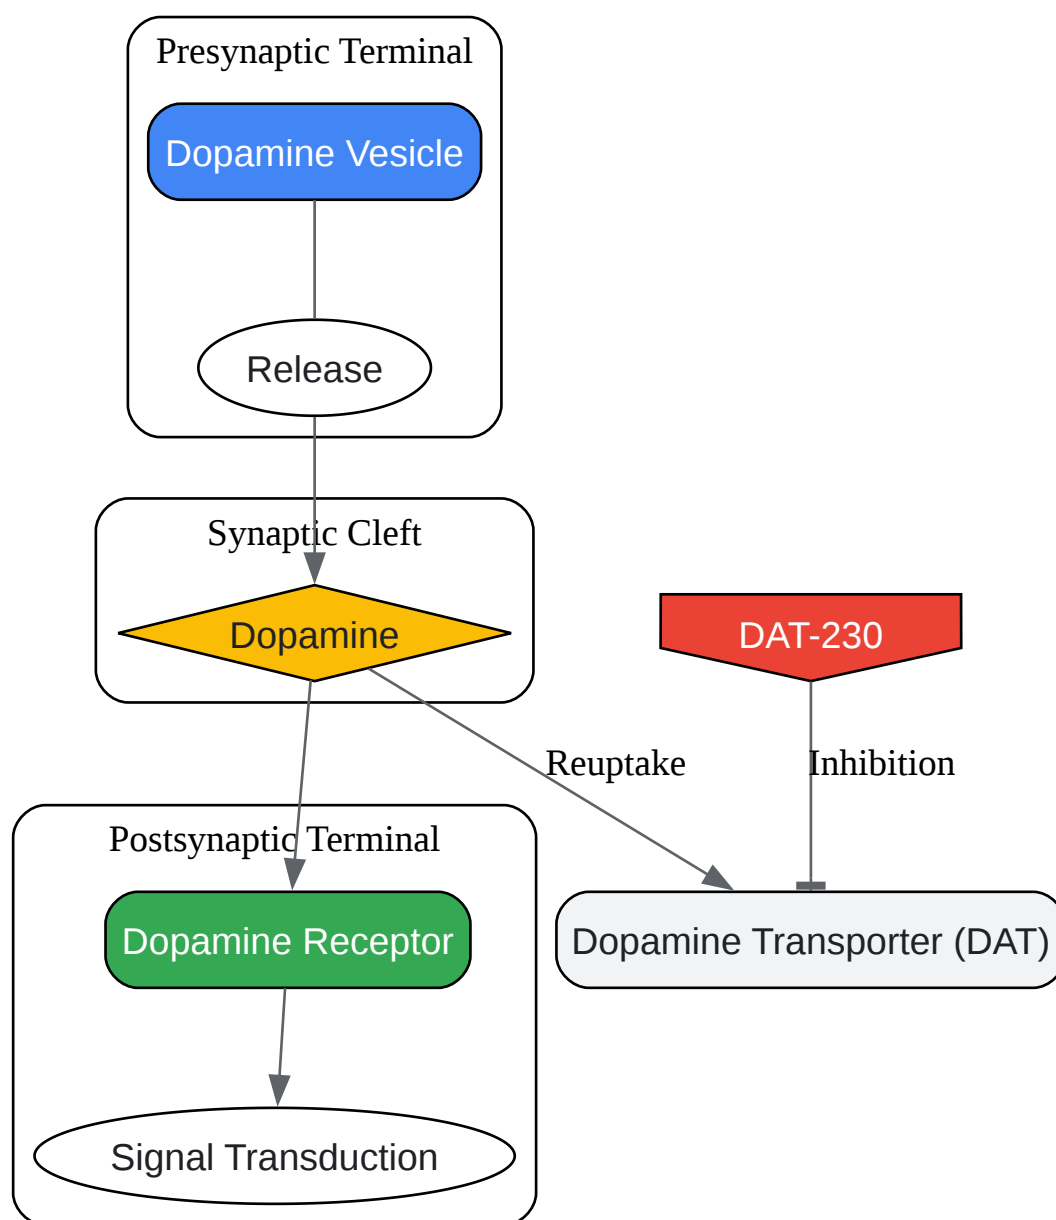 Presynaptic Terminal
Dopamine Vesicle
Release
Synaptic Cleft
Dopamine
DAT-230
Reuptake
Inhibition
Postsynaptic Terminal
Dopamine Receptor
Dopamine Transporter (DAT)
Signal Transduction